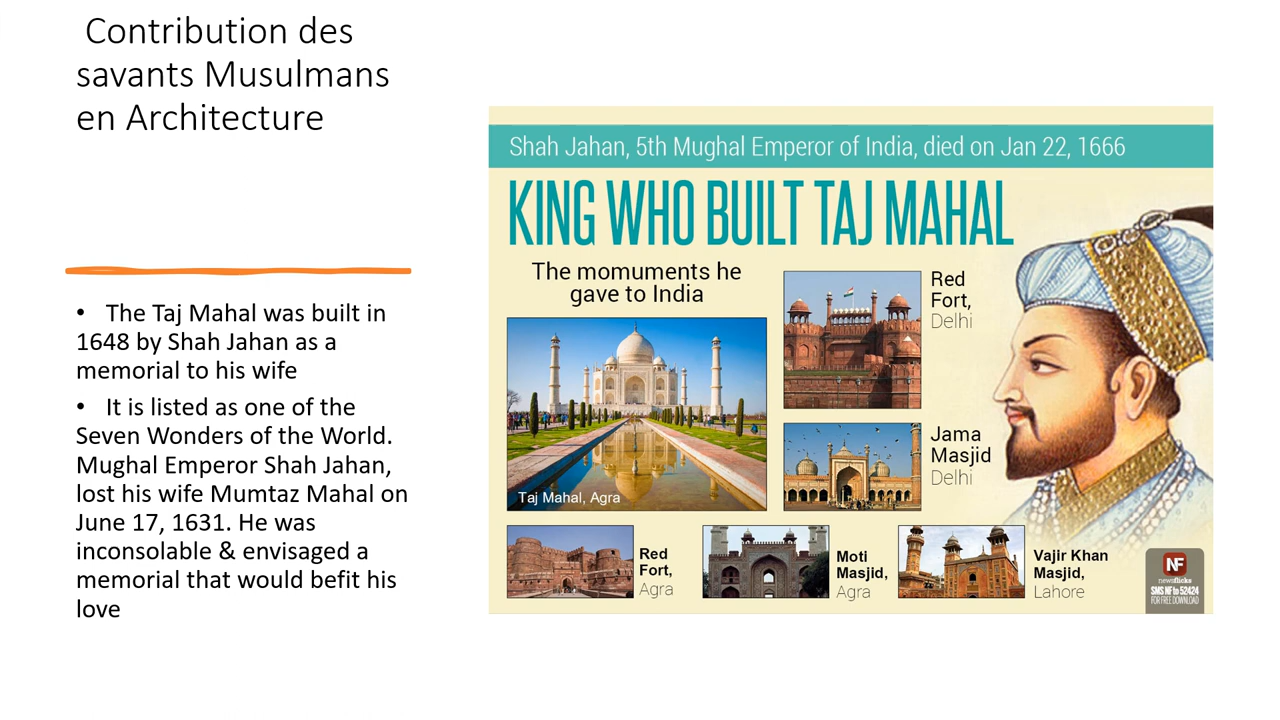 Contribution des
savants Musulmans
en Architecture
• The Taj Mahal was built in
1648 by Shah Jahan as a
memorial to his wife
• It is listed as one of the
Seven Wonders of the World.
Mughal Emperor Shah Jahan,
lost his wife Mumtaz Mahal on
June 17, 1631. He was
inconsolable & envisaged a
memorial that would befit his
love
Shah Jahan, 5th Mughal Emperor of India, died on Jan 22, 1666
KING WHO BUILT TAJ MAHAL
The momuments he
gave to India
Taj Mahal, Agra
Red
Fort,
Delhi
Jama
Masjid
Delhi
Red
Fort,
Agra
Moti
Masjid,
Agra
Vajir Khan
Masjid,
Lahore
NF
newsflicks
SMS NF to 52424
FOR FREE DOWNLOAD